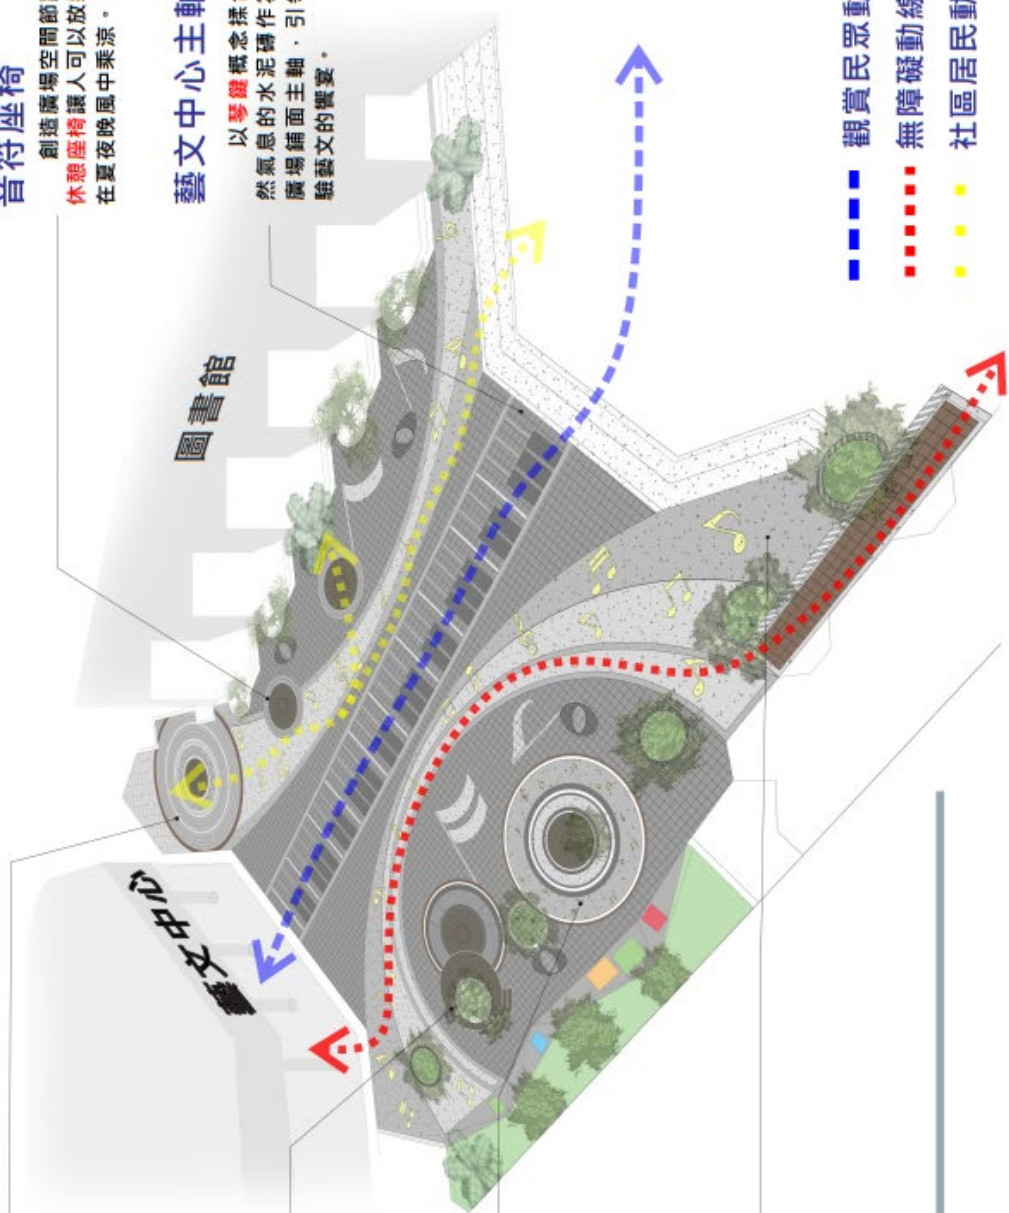 音符座椅
創造廣場空間節
休憩座椅讓人可以放
在夏夜晚風中乘涼。
藝文中心主軸
以琴鍵概念揉
然氣息的水泥磚作
廣場鋪面主軸，引
驗藝文的饗宴。
圖書館
藝文中心
觀賞民眾動
無障礙動線
社區居民動